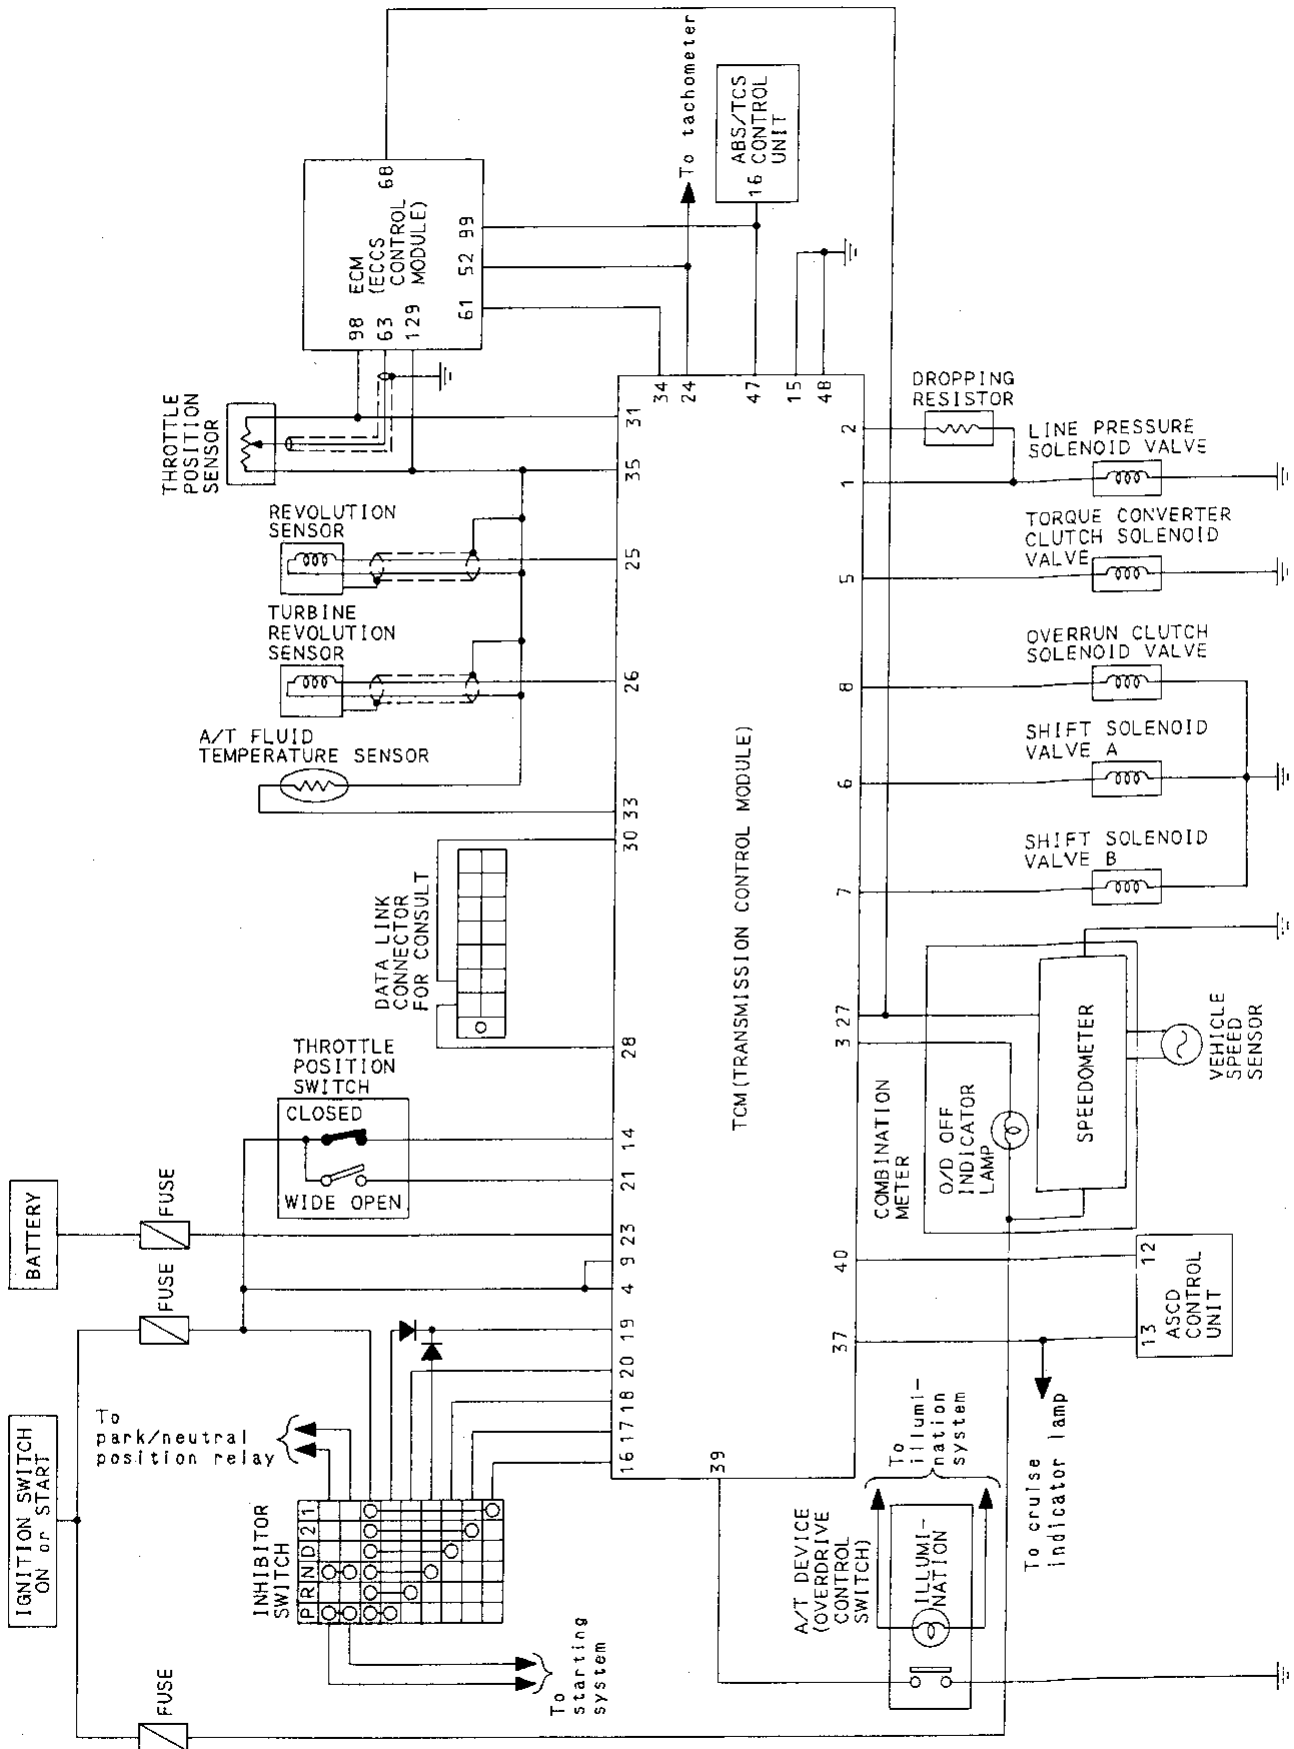 IGNITION SWITCH
ON or START
BATTERY
FUSE
FUSE
FUSE
To
park/neutral
position relay
INHIBITOR
SWITCH
P R N D 2 1
To
starting
system
THROTTLE
POSITION
SWITCH
CLOSED
WIDE OPEN
DATA LINK
CONNECTOR
FOR CONSULT
A/T FLUID
TEMPERATURE SENSOR
TURBINE
REVOLUTION
SENSOR
REVOLUTION
SENSOR
THROTTLE
POSITION
SENSOR
ECM
(ECCS
CONTROL
MODULE)
98
63
129
68
61
52
99
To tachometer
ABS/TCS
16 CONTROL
UNIT
16
17
18
20
19
4
9
23
21
14
28
30
33
26
25
35
31
34
24
47
15
48
TCM(TRANSMISSION CONTROL MODULE)
39
37
40
3
27
7
6
8
5
1
2
DROPPING
RESISTOR
LINE PRESSURE
SOLENOID VALVE
TORQUE CONVERTER
CLUTCH SOLENOID
VALVE
OVERRUN CLUTCH
SOLENOID VALVE
SHIFT SOLENOID
VALVE A
SHIFT SOLENOID
VALVE B
COMBINATION
METER
O/D OFF
INDICATOR
LAMP
SPEEDOMETER
VEHICLE
SPEED
SENSOR
13
12
ASCD
CONTROL
UNIT
To cruise
indicator lamp
To
illumi-
nation
system
A/T DEVICE
(OVERDRIVE
CONTROL
SWITCH)
ILLUMI-
NATION